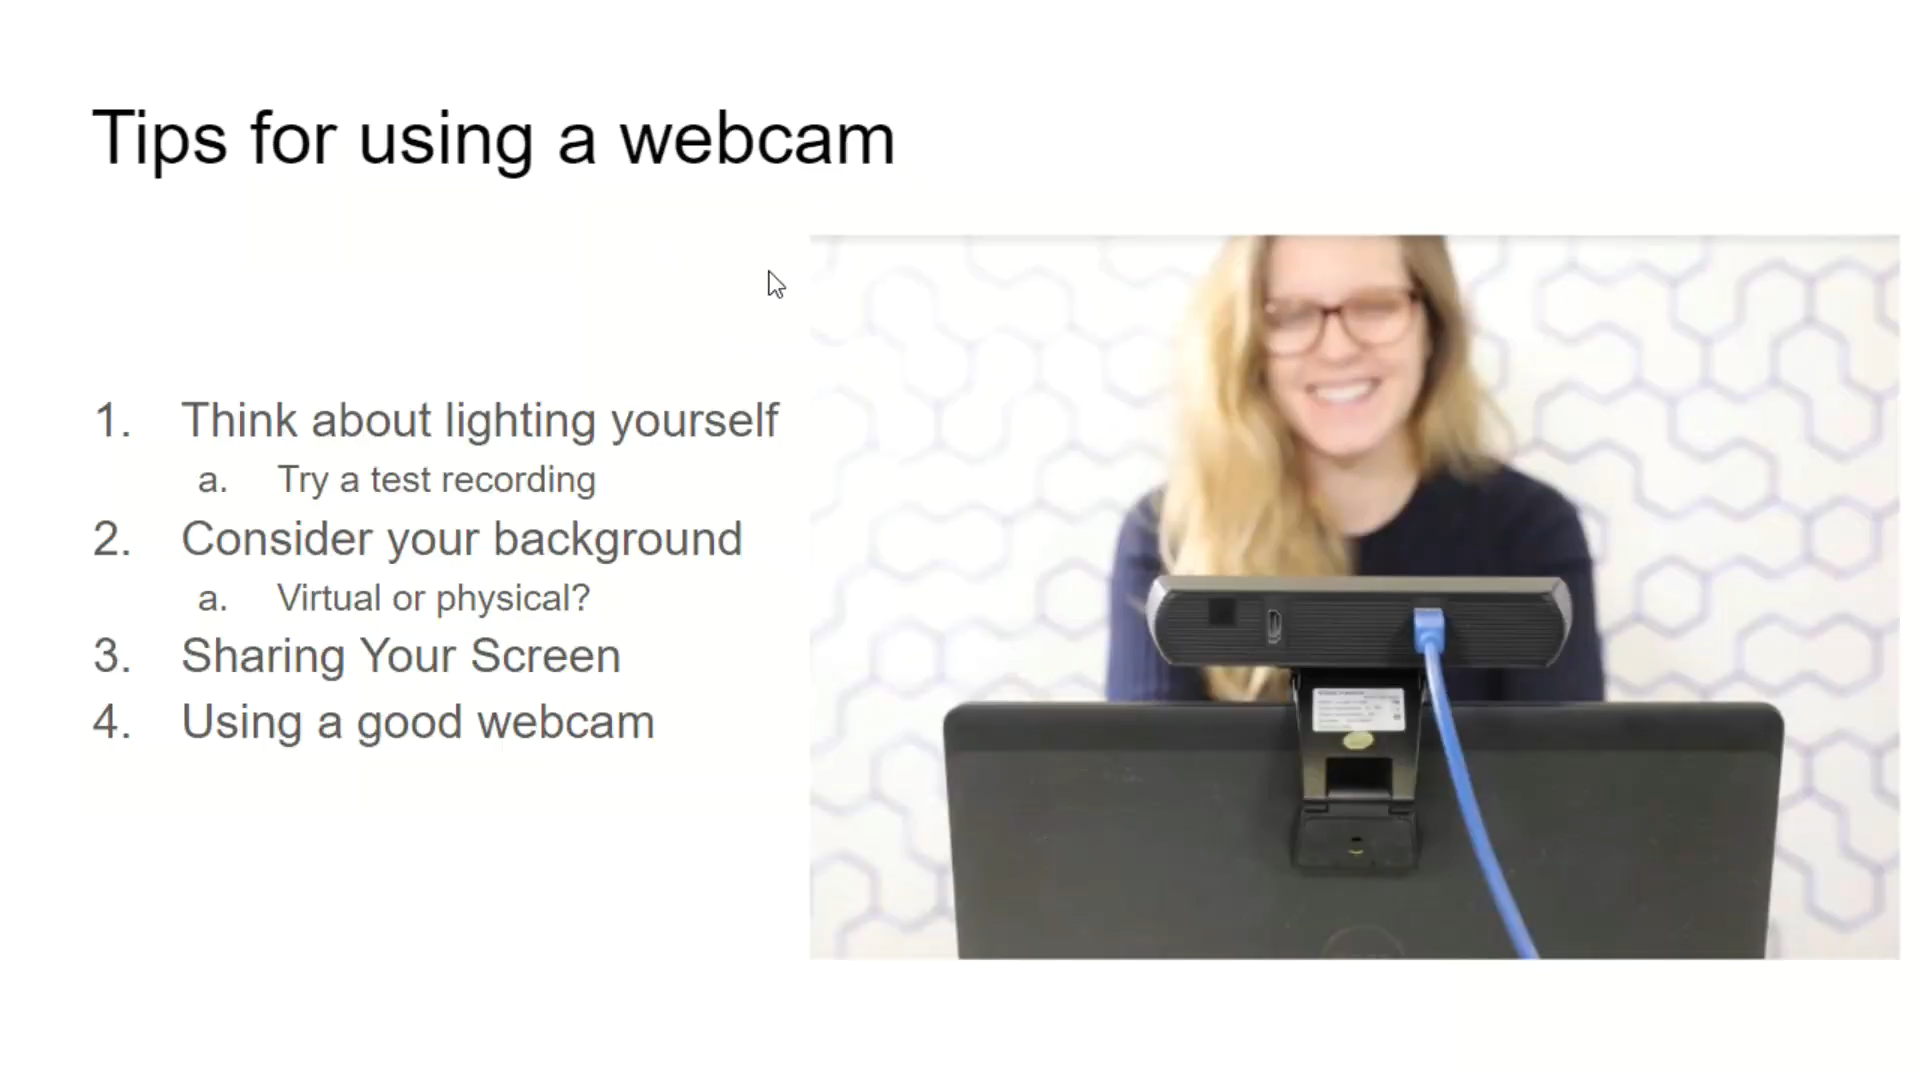 Tips for using a webcam
1. Think about lighting yourself
a. Try a test recording
2. Consider your background
a. Virtual or physical?
3. Sharing Your Screen
4. Using a good webcam